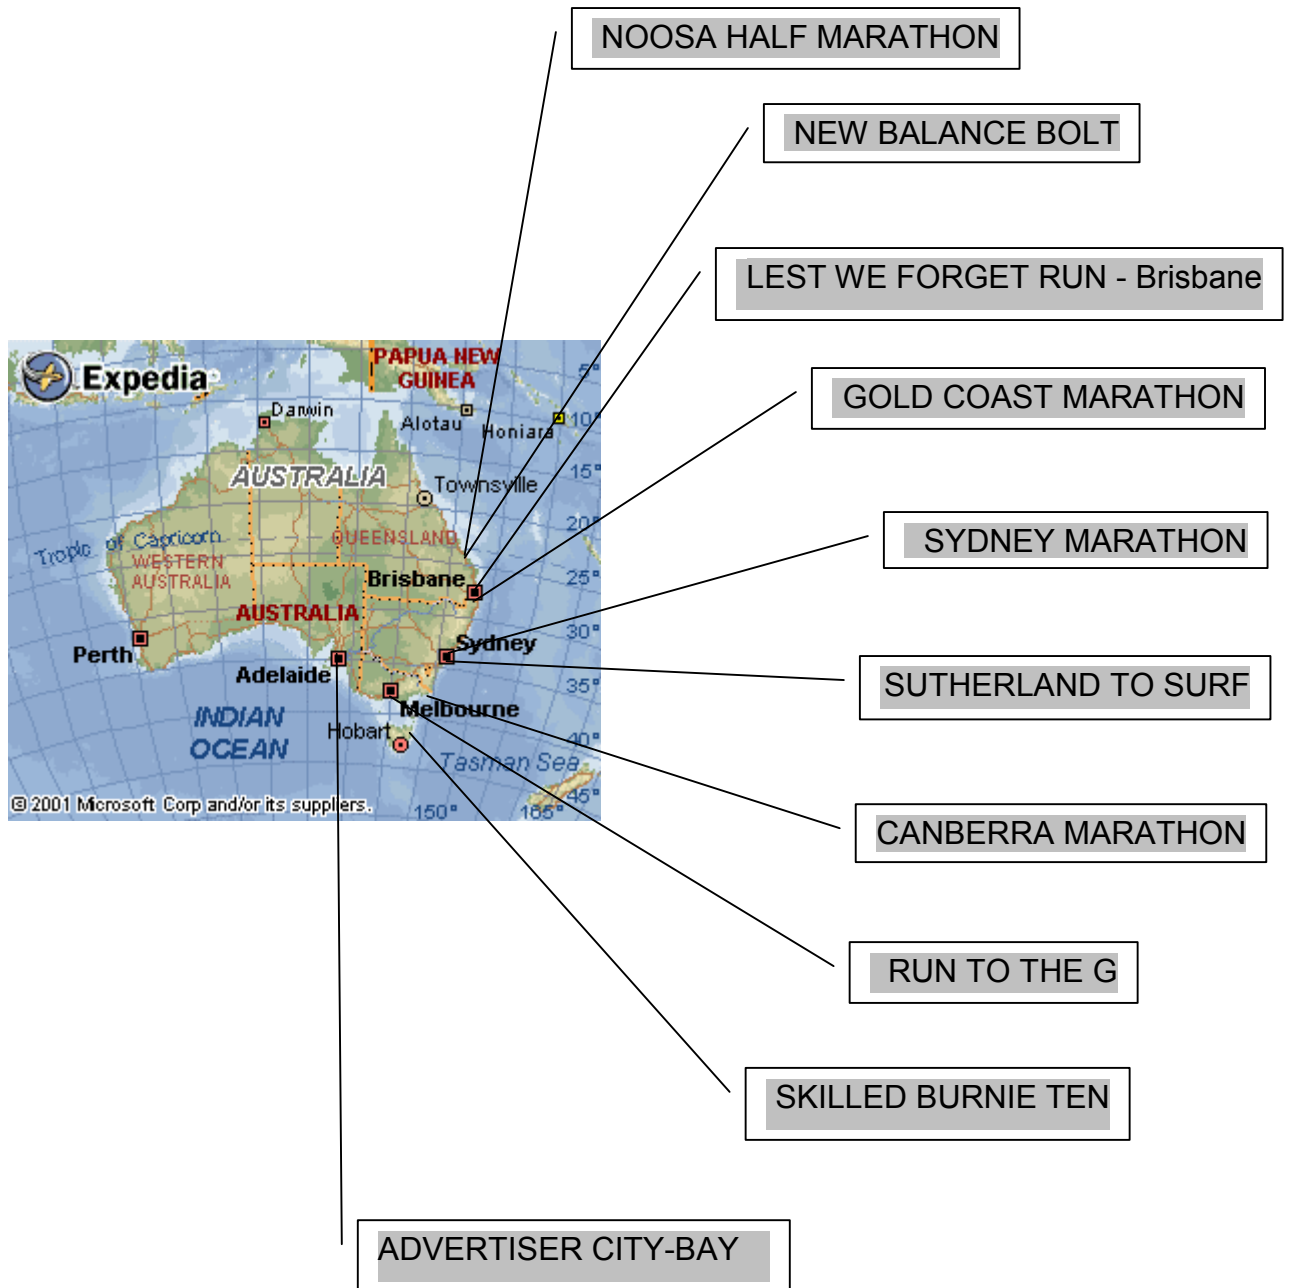 NOOSA HALF MARATHON
NEW BALANCE BOLT
LEST WE FORGET RUN - Brisbane
GOLD COAST MARATHON
SYDNEY MARATHON
SUTHERLAND TO SURF
CANBERRA MARATHON
RUN TO THE G
SKILLED BURNIE TEN
ADVERTISER CITY-BAY
Expedia
PAPUA NEW
GUINEA
5°
Darwin
Alotau
Honiara
10°
AUSTRALIA
15°
Townsville
20°
Tropic of Capricorn
QUEENSLAND
WESTERN
AUSTRALIA
Brisbane
25°
AUSTRALIA
30°
Perth
Sydney
Adelaide
35°
INDIAN
OCEAN
Melbourne
Hobart
40°
Tasman Sea
45°
© 2001 Microsoft Corp and/or its suppliers.
150°
165°